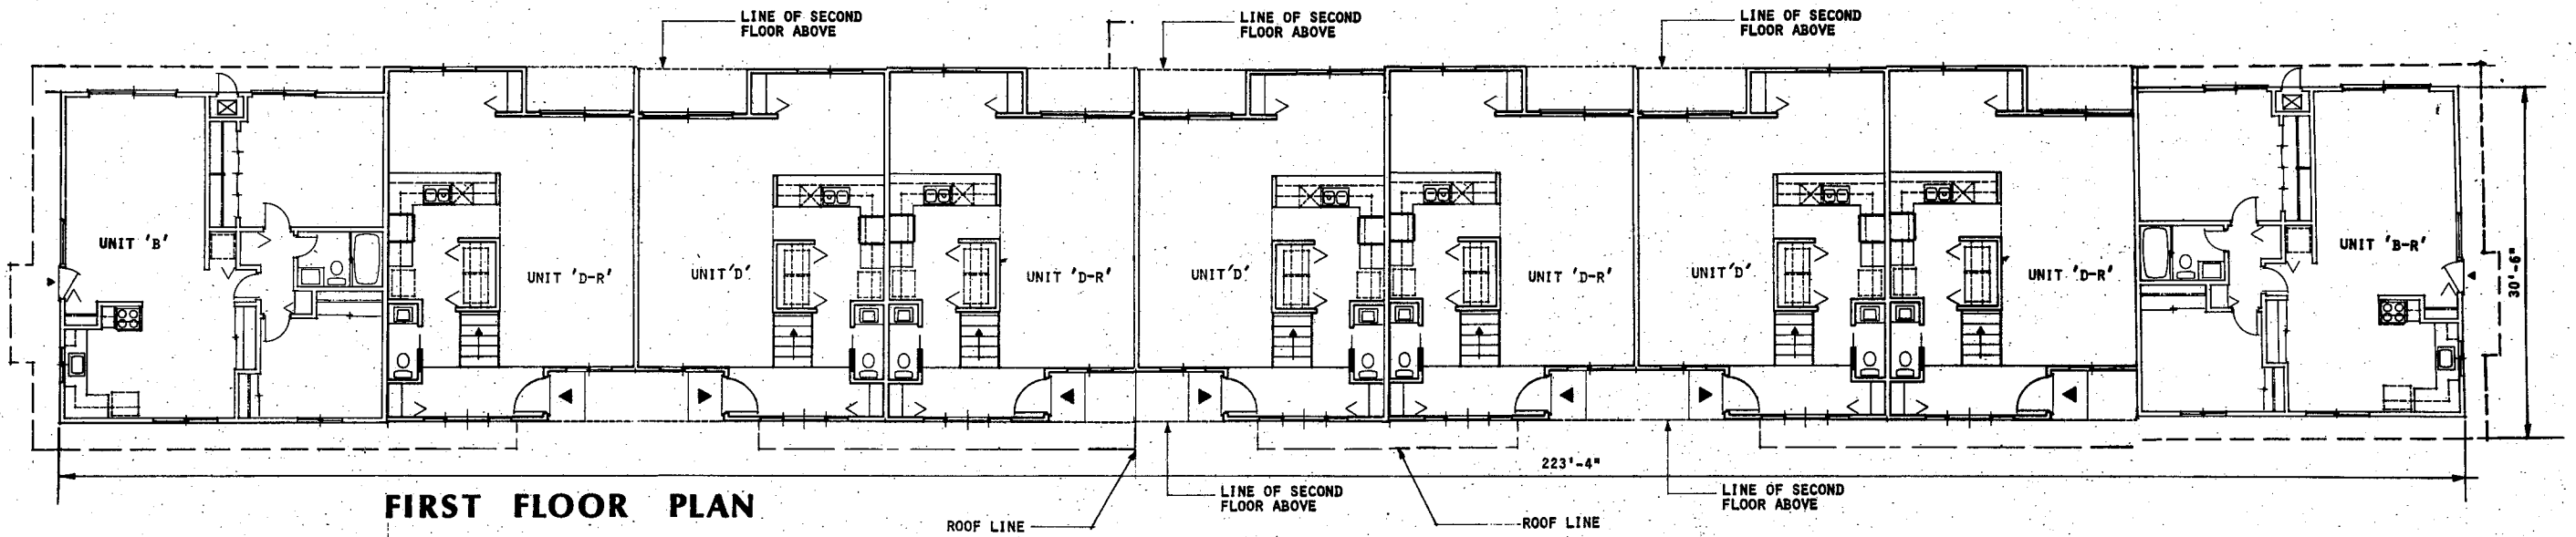 LINE OF SECOND
FLOOR ABOVE
LINE OF SECOND
FLOOR ABOVE
LINE OF SECOND
FLOOR ABOVE
UNIT 'B'
UNIT 'D-R'
UNIT 'D'
UNIT 'D-R'
UNIT 'D'
UNIT 'D-R'
UNIT 'D'
UNIT 'D-R'
UNIT 'B-R'
30'-6"
223'-4"
FIRST FLOOR PLAN
LINE OF SECOND
FLOOR ABOVE
LINE OF SECOND
FLOOR ABOVE
ROOF LINE
ROOF LINE